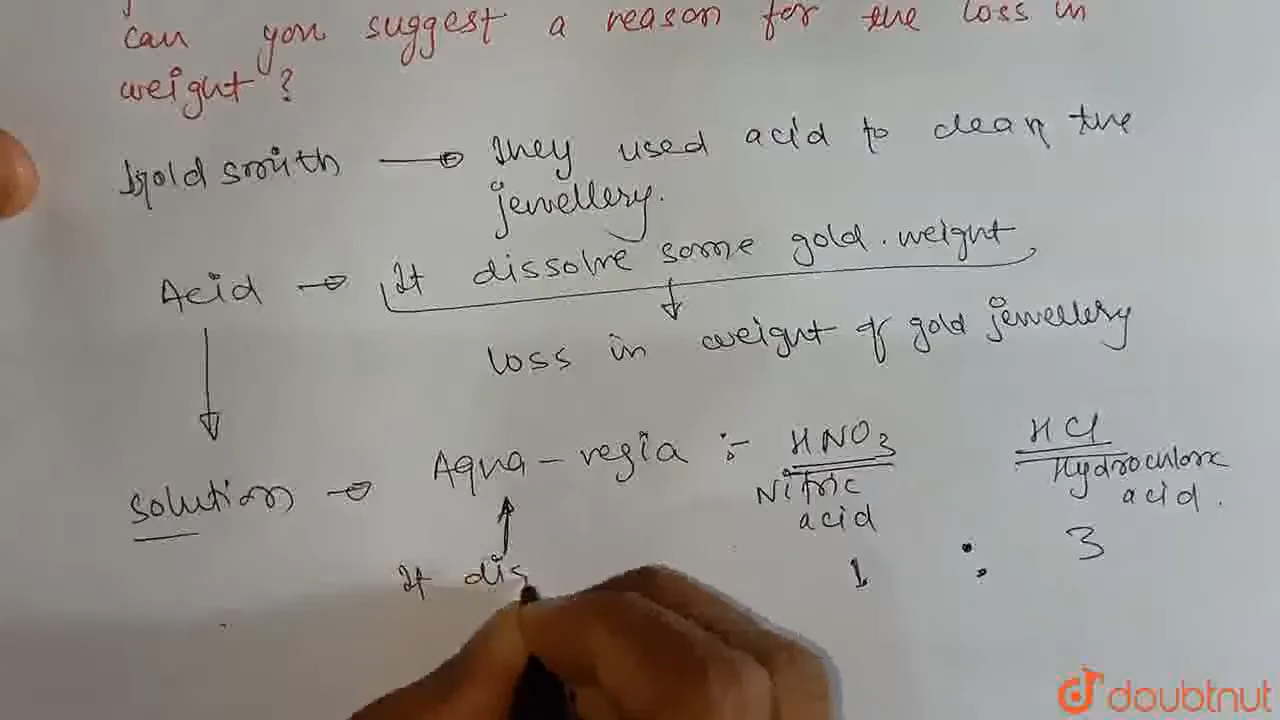 can you suggest a reason for the loss in
weight ?
Goldsmith → They used acid to clean the
jewellery.
Acid → It dissolve some gold. weight
loss in weight of gold jewellery
Solution → Aqua-regia :- HNO3 HCl
Nitric acid
Hydrochloric acid.
1 : 3
It dis
doubtnut